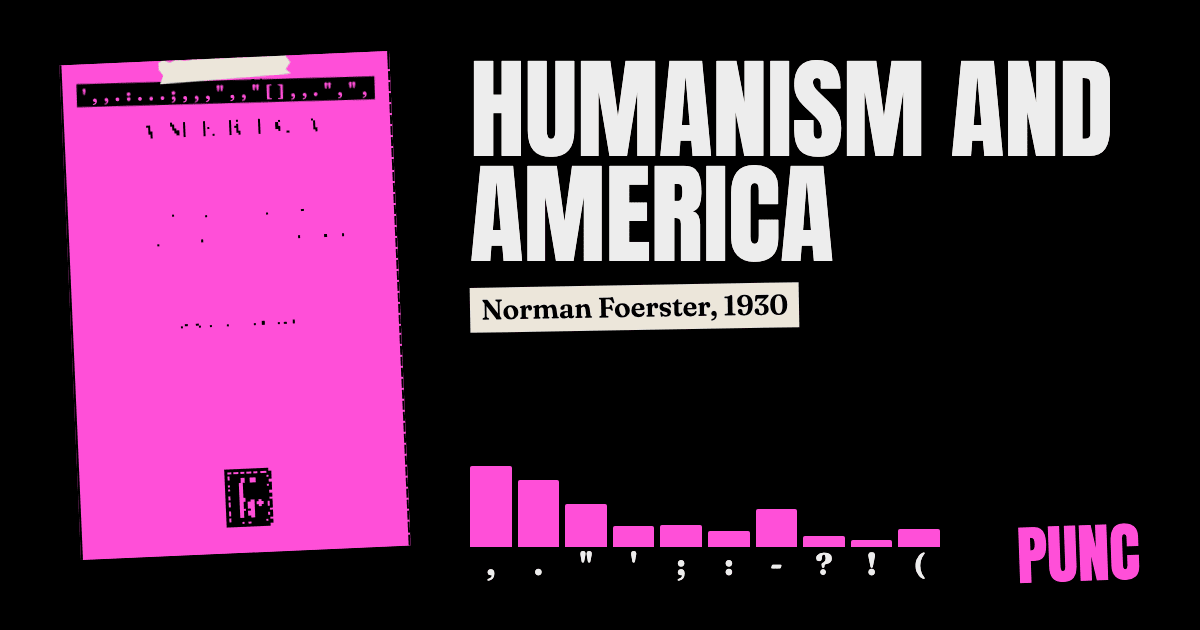 ',,.:...;,,,",,"[],,.",",
HUMANISM AND
AMERICA
Norman Foerster, 1930
, . " ' ; : - ? ! (
PUNC